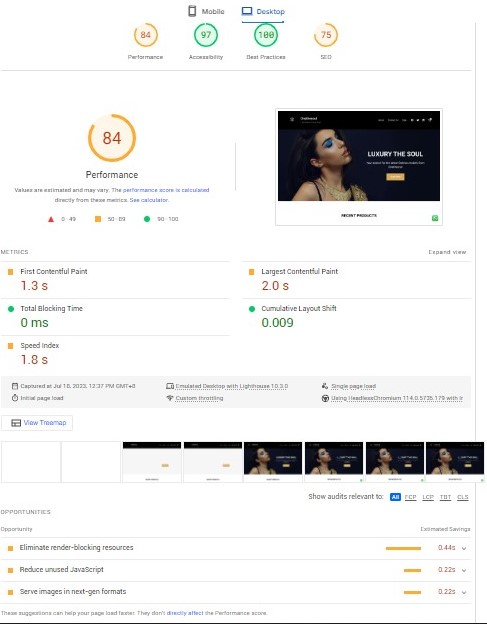 Mobile
Desktop
84
97
100
75
Performance
Accessibility
Best Practices
SEO
84
Performance
Values are estimated and may vary. The performance score is calculated
directly from these metrics. See calculator.
0-49
50-89
90-100
LUXURY THE SOUL
RECENT PRODUCTS
METRICS
Expand view
First Contentful Paint
1.3 s
Largest Contentful Paint
2.0 s
Total Blocking Time
0 ms
Cumulative Layout Shift
0.009
Speed Index
1.8 s
Captured at Jul 18, 2023, 12:37 PM GMT+0
Emulated Desktop with Lighthouse 10.3.0
Single page load
Initial page load
Custom throttling
Using HeadlessChromium 114.0.5735.179 with lr
View Treemap
Show audits relevant to: All FCP LCP TBT CLS
OPPORTUNITIES
Opportunity
Estimated Savings
Eliminate render-blocking resources
0.44s
Reduce unused JavaScript
0.22s
Serve images in next-gen formats
0.22s
These suggestions can help your page load faster. They don't directly affect the Performance score.